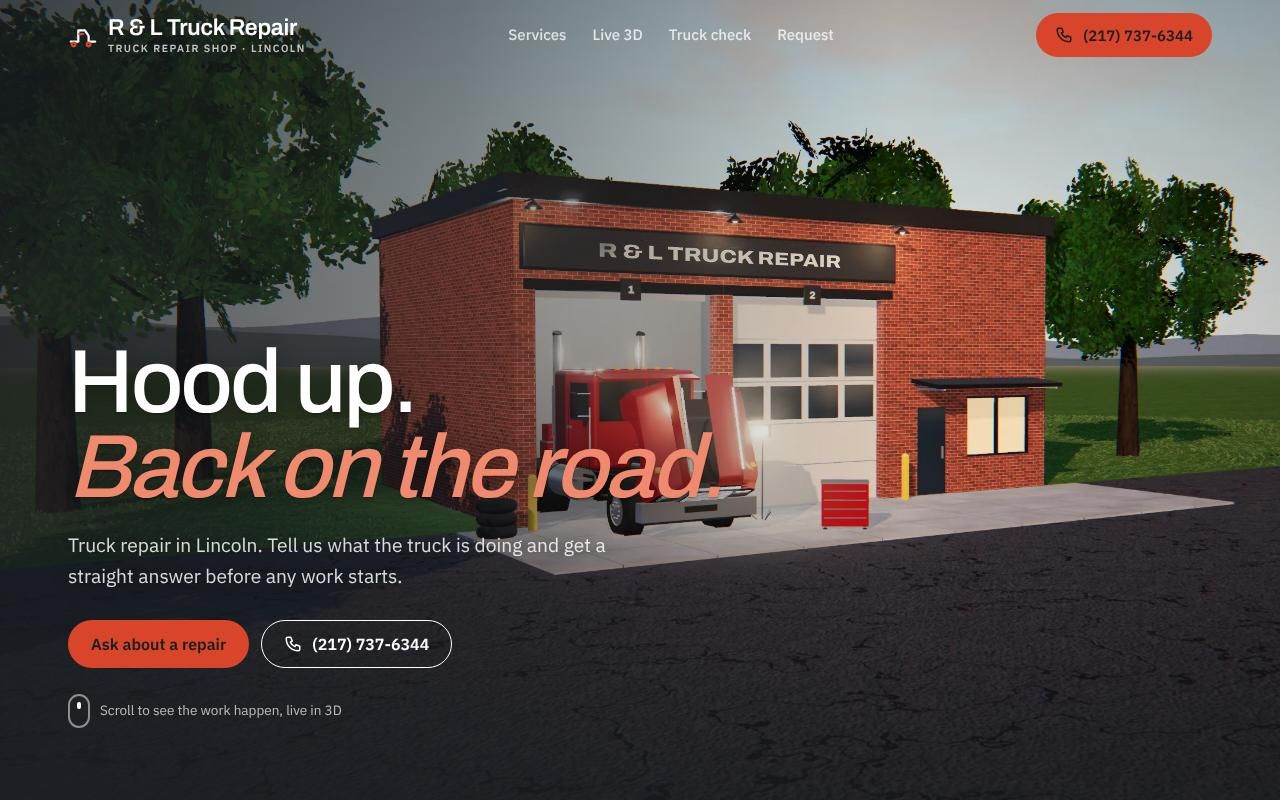 R & L Truck Repair
TRUCK REPAIR SHOP · LINCOLN
Services
Live 3D
Truck check
Request
(217) 737-6344
R & L TRUCK REPAIR
1
2
Hood up.
Back on the road.
Truck repair in Lincoln. Tell us what the truck is doing and get a
straight answer before any work starts.
Ask about a repair
(217) 737-6344
Scroll to see the work happen, live in 3D